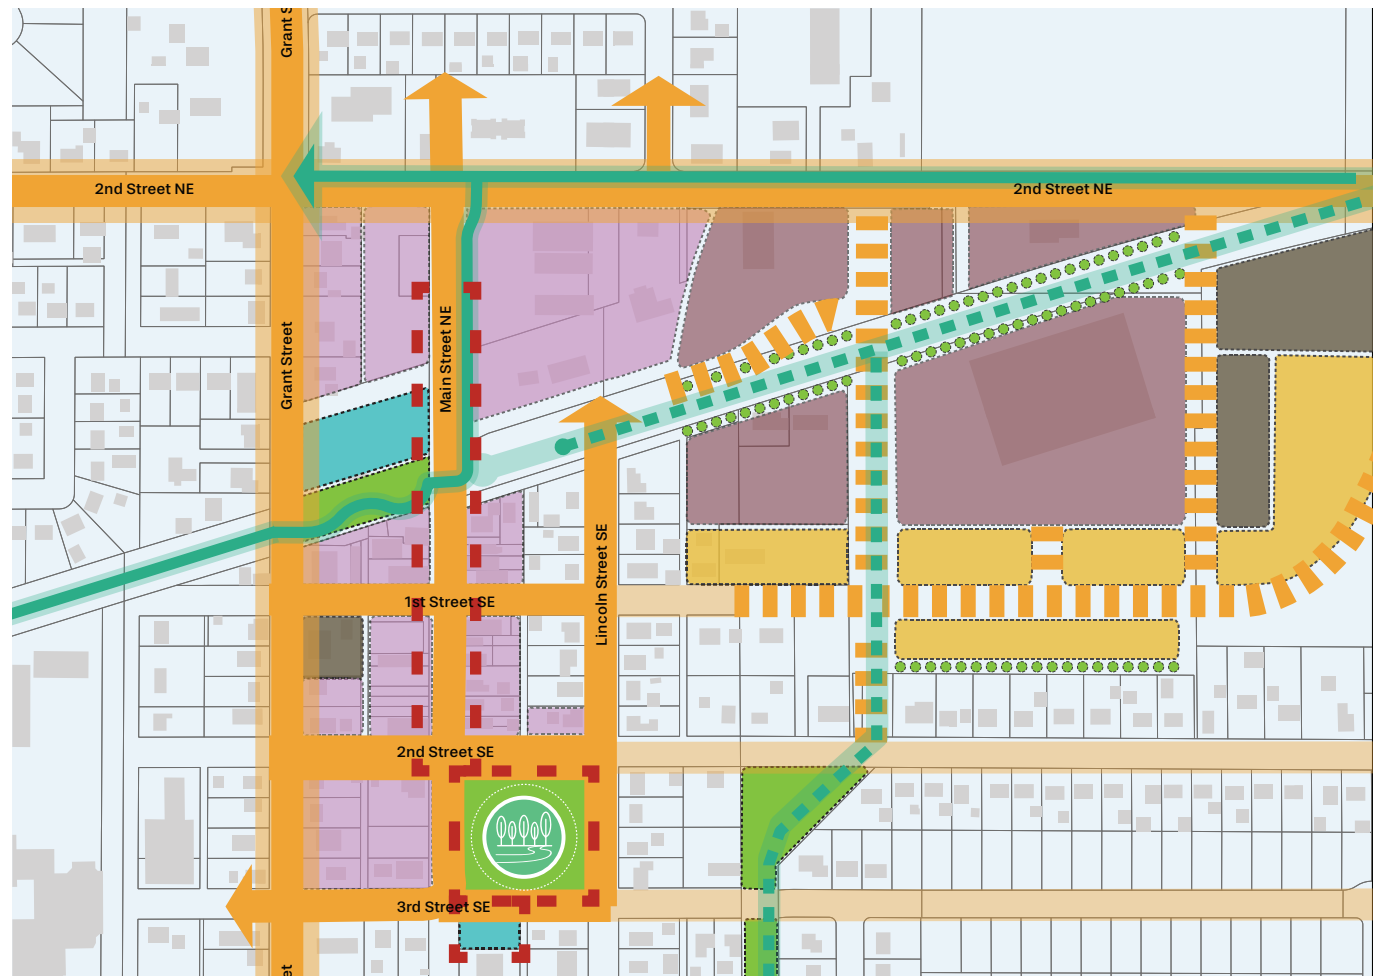 Grant S
2nd Street NE
2nd Street NE
Main Street NE
Grant Street
Lincoln Street SE
1st Street SE
2nd Street SE
3rd Street SE
et